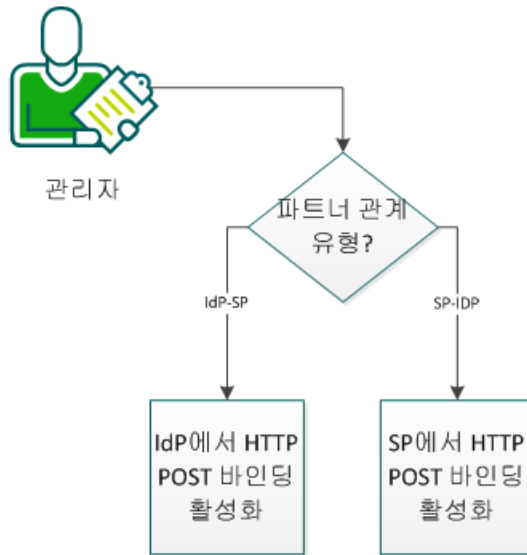 관리자
파트너 관계
유형?
IdP-SP
SP-IDP
IdP에서 HTTP
POST 바인딩
활성화
SP에서 HTTP
POST 바인딩
활성화